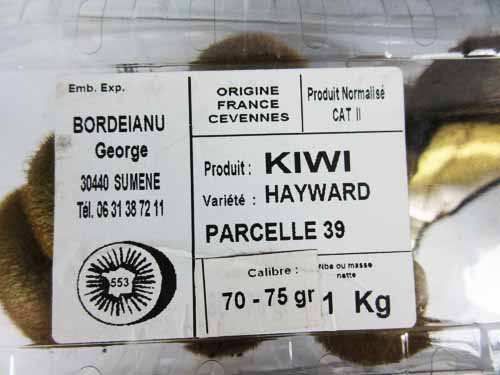 Emb. Exp.
BORDEIANU
George
30440 SUMENE
Tél. 06 31 38 72 11
553
ORIGINE
FRANCE
CEVENNES
Produit Normalisé
CAT II
Produit : KIWI
Variété : HAYWARD
PARCELLE 39
Calibre :
70 - 75 gr
Nbe ou masse
nette
1 Kg